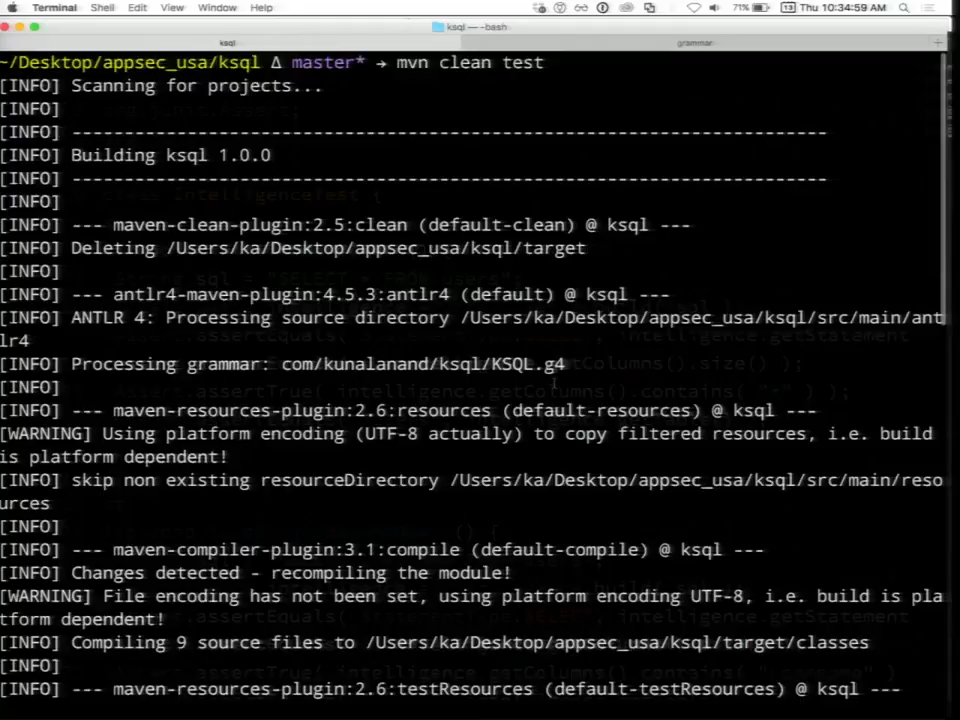 Terminal Shell Edit View Window Help 71% 13 Thu 10:34:59 AM
ksql — -bash
ksql grammar
~/Desktop/appsec_usa/ksql Δ master* → mvn clean test
[INFO] Scanning for projects...
[INFO]
[INFO] ------------------------------------------------------------------------
[INFO] Building ksql 1.0.0
[INFO] ------------------------------------------------------------------------
[INFO]
[INFO] --- maven-clean-plugin:2.5:clean (default-clean) @ ksql ---
[INFO] Deleting /Users/ka/Desktop/appsec_usa/ksql/target
[INFO]
[INFO] --- antlr4-maven-plugin:4.5.3:antlr4 (default) @ ksql ---
[INFO] ANTLR 4: Processing source directory /Users/ka/Desktop/appsec_usa/ksql/src/main/ant
lr4
[INFO] Processing grammar: com/kunalanand/ksql/KSQL.g4
[INFO]
[INFO] --- maven-resources-plugin:2.6:resources (default-resources) @ ksql ---
[WARNING] Using platform encoding (UTF-8 actually) to copy filtered resources, i.e. build
is platform dependent!
[INFO] skip non existing resourceDirectory /Users/ka/Desktop/appsec_usa/ksql/src/main/reso
urces
[INFO]
[INFO] --- maven-compiler-plugin:3.1:compile (default-compile) @ ksql ---
[INFO] Changes detected - recompiling the module!
[WARNING] File encoding has not been set, using platform encoding UTF-8, i.e. build is pla
tform dependent!
[INFO] Compiling 9 source files to /Users/ka/Desktop/appsec_usa/ksql/target/classes
[INFO]
[INFO] --- maven-resources-plugin:2.6:testResources (default-testResources) @ ksql ---